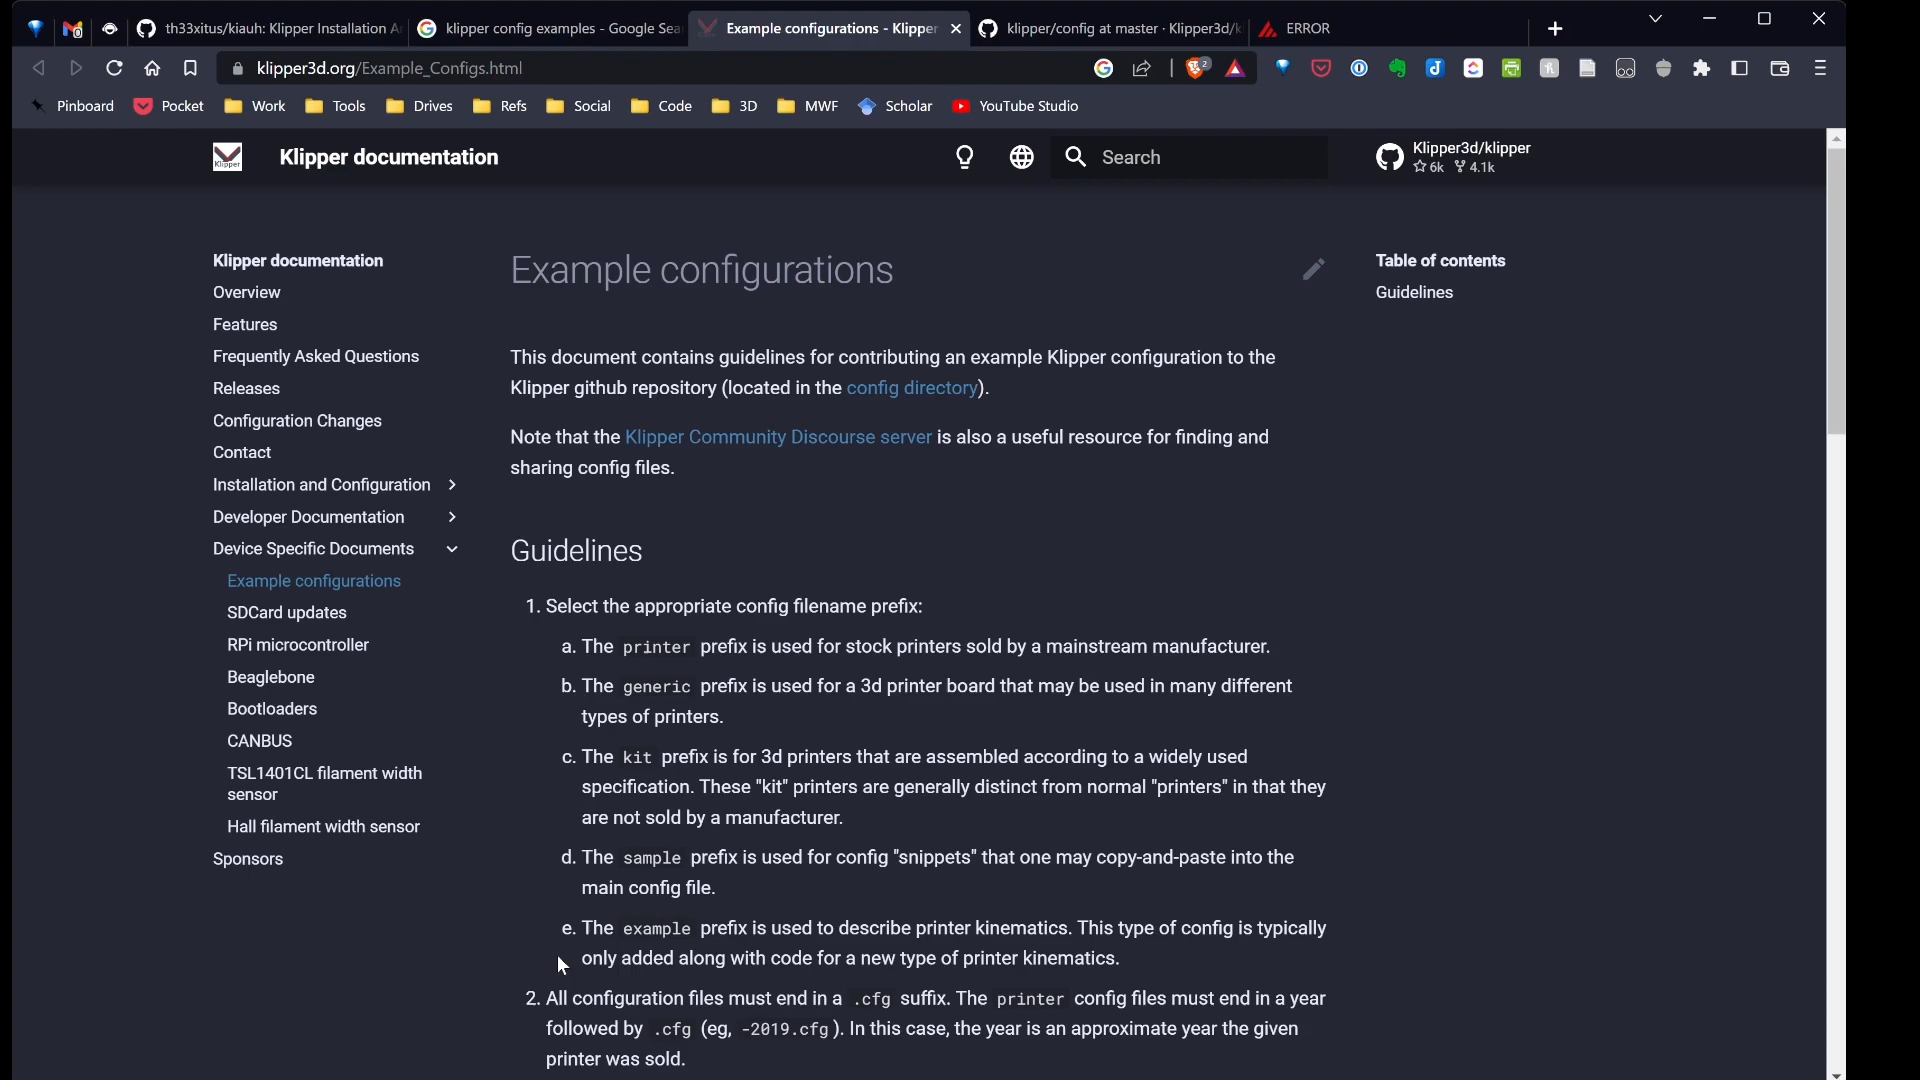 th33xitus/kiauh: Klipper Installation A
klipper config examples - Google Sea
Example configurations - Klipper
klipper/config at master · Klipper3d/k
ERROR
klipper3d.org/Example_Configs.html
2
Pinboard
Pocket
Work
Tools
Drives
Refs
Social
Code
3D
MWF
Scholar
YouTube Studio
Klipper
Klipper documentation
Search
Klipper3d/klipper
6k 4.1k
Klipper documentation
Overview
Features
Frequently Asked Questions
Releases
Configuration Changes
Contact
Installation and Configuration
Developer Documentation
Device Specific Documents
Example configurations
SDCard updates
RPi microcontroller
Beaglebone
Bootloaders
CANBUS
TSL1401CL filament width
sensor
Hall filament width sensor
Sponsors
Example configurations
This document contains guidelines for contributing an example Klipper configuration to the
Klipper github repository (located in the config directory).
Note that the Klipper Community Discourse server is also a useful resource for finding and
sharing config files.
Guidelines
1. Select the appropriate config filename prefix:
a. The printer prefix is used for stock printers sold by a mainstream manufacturer.
b. The generic prefix is used for a 3d printer board that may be used in many different
types of printers.
c. The kit prefix is for 3d printers that are assembled according to a widely used
specification. These "kit" printers are generally distinct from normal "printers" in that they
are not sold by a manufacturer.
d. The sample prefix is used for config "snippets" that one may copy-and-paste into the
main config file.
e. The example prefix is used to describe printer kinematics. This type of config is typically
only added along with code for a new type of printer kinematics.
2. All configuration files must end in a .cfg suffix. The printer config files must end in a year
followed by .cfg (eg, -2019.cfg). In this case, the year is an approximate year the given
printer was sold.
Table of contents
Guidelines